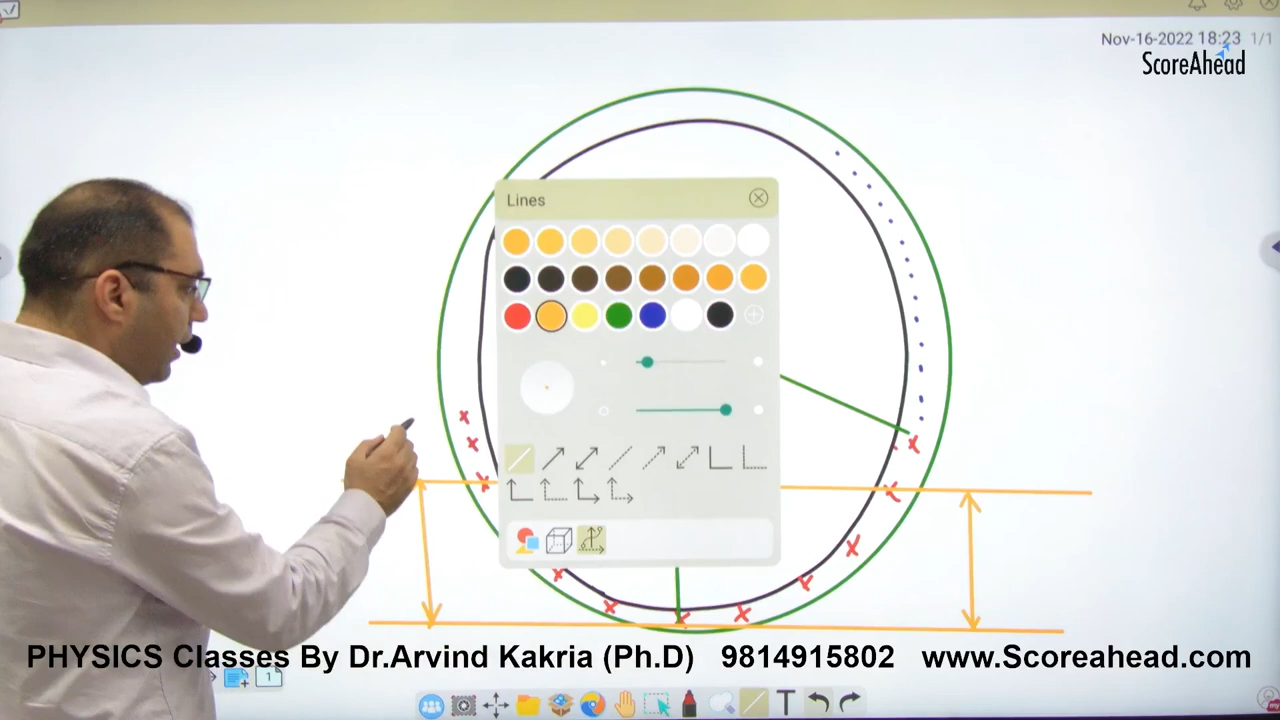 Nov-16-2022 18:23 1/1
ScoreAhead
Lines
PHYSICS Classes By Dr.Arvind Kakria (Ph.D) 9814915802 www.Scoreahead.com
1
T